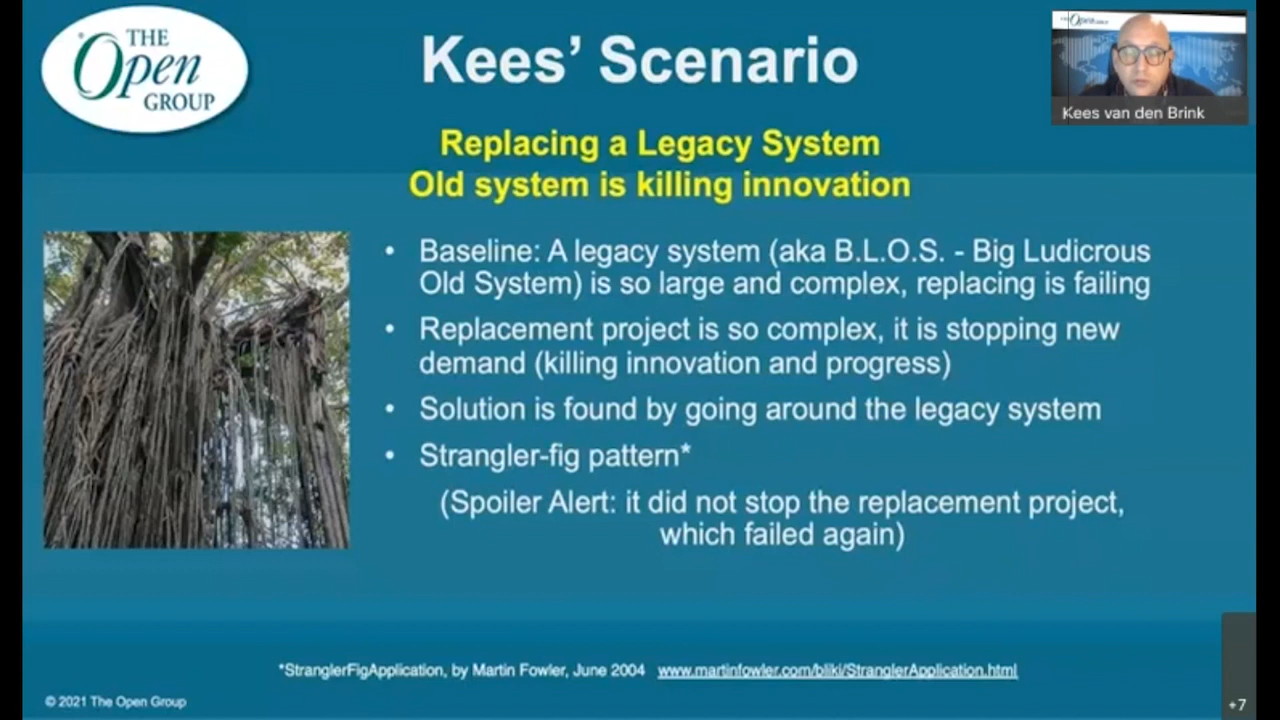 THE
Open
GROUP
Kees' Scenario
Kees van den Brink
Replacing a Legacy System
Old system is killing innovation
• Baseline: A legacy system (aka B.L.O.S. - Big Ludicrous
Old System) is so large and complex, replacing is failing
• Replacement project is so complex, it is stopping new
demand (killing innovation and progress)
• Solution is found by going around the legacy system
• Strangler-fig pattern*
(Spoiler Alert: it did not stop the replacement project,
which failed again)
*StranglerFigApplication, by Martin Fowler, June 2004 www.martinfowler.com/bliki/StranglerApplication.html
© 2021 The Open Group
+7